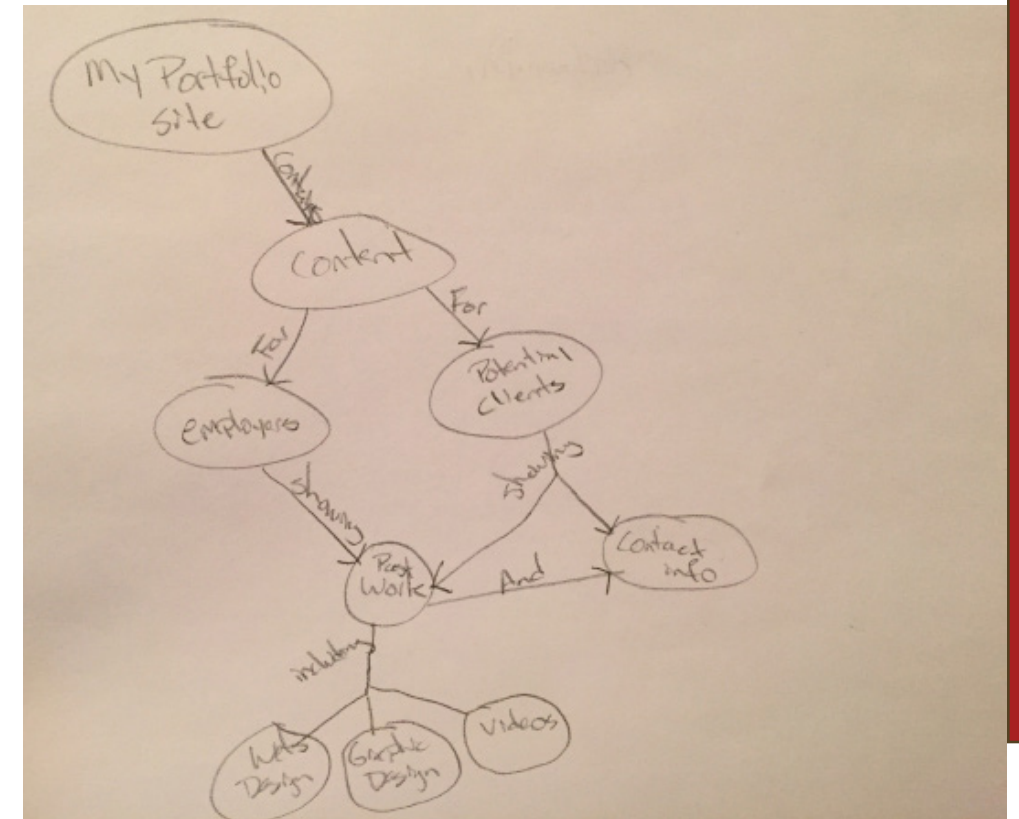 My Portfolio
site
Contains
Content
For
For
employers
Potential
clients
showing
showing
Past
Work
And
Contact
info
including
Web
Design
Graphic
Design
videos